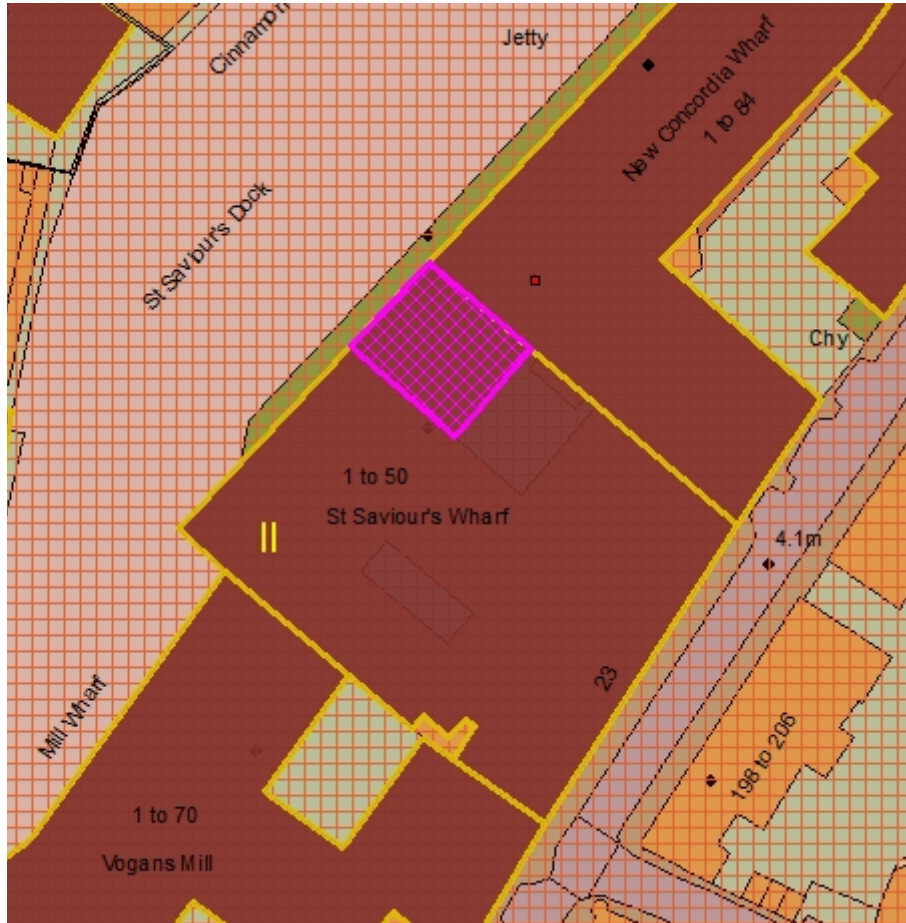 Cinnamon
Jetty
New Concordia Wharf
1 to 84
St Saviour's Dock
Chy
1 to 50
St Saviour's Wharf
II
4.1m
23
Mill Wharf
198 to 206
1 to 70
Vogans Mill